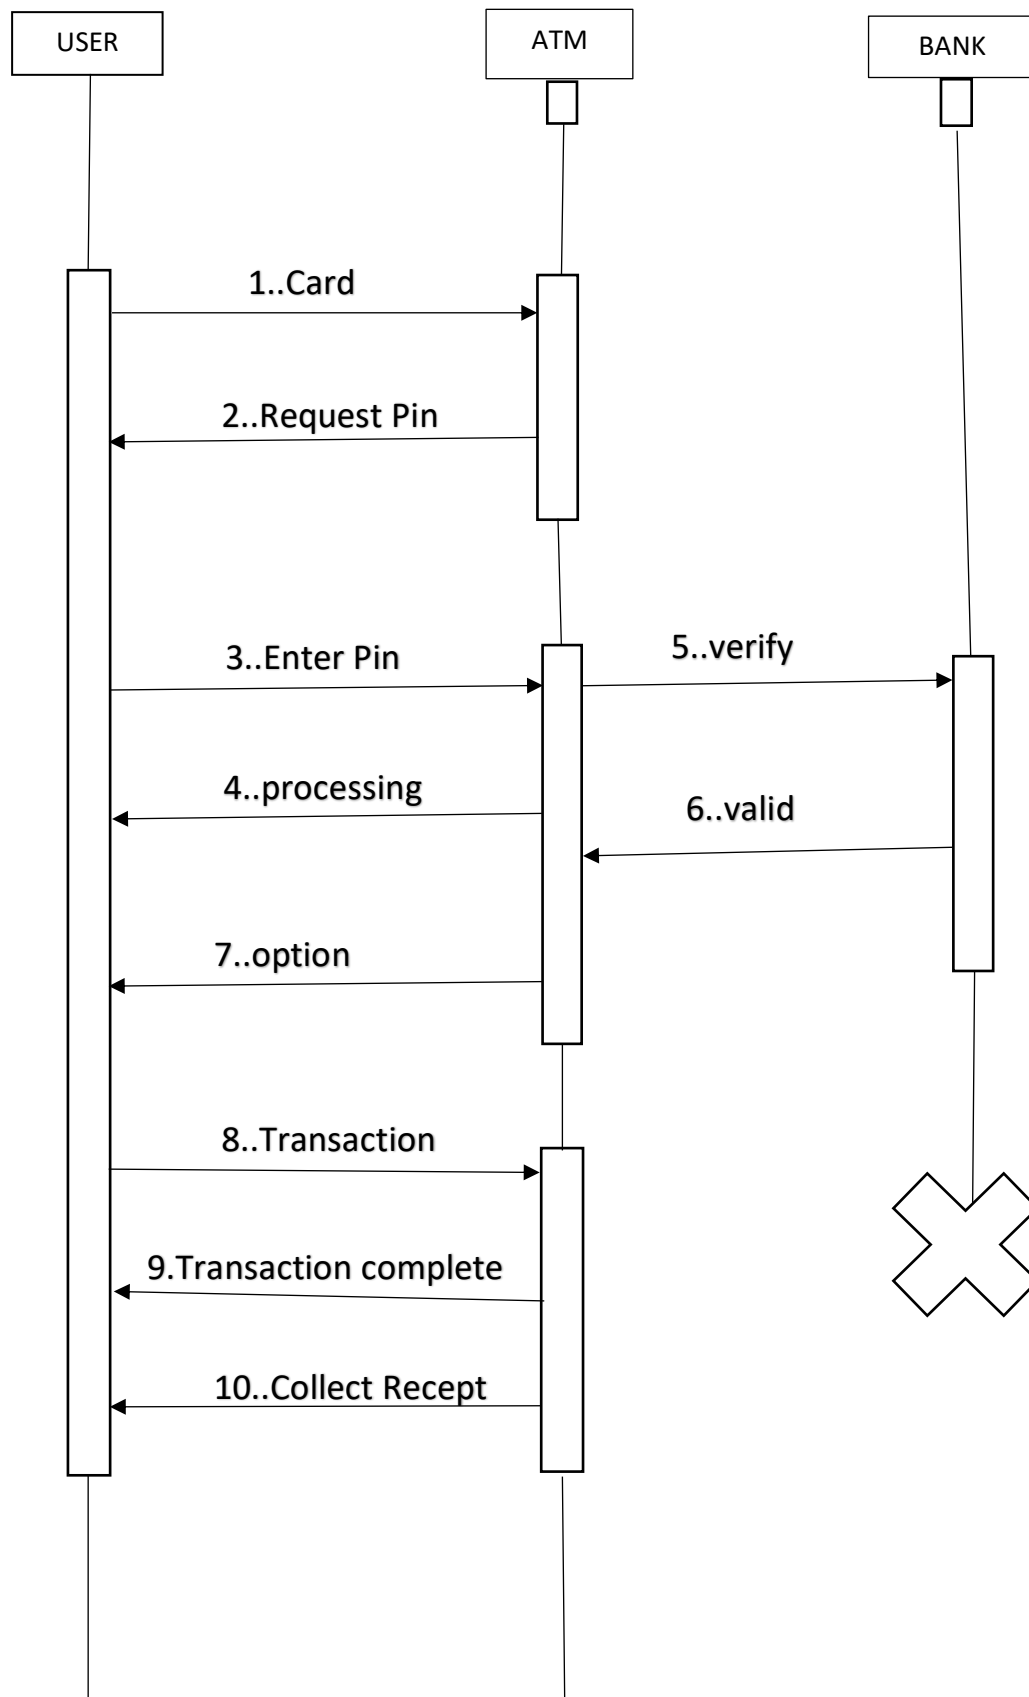 USER
ATM
BANK
1..Card
2..Request Pin
3..Enter Pin
5..verify
4..processing
6..valid
7..option
8..Transaction
9.Transaction complete
10..Collect Recept